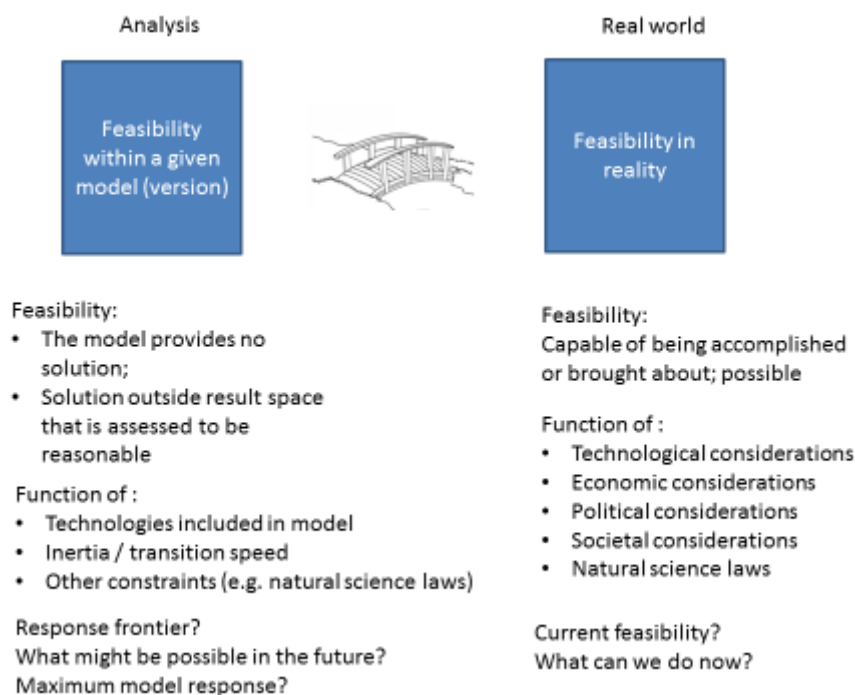 Analysis
Feasibility
within a given
model (version)
Feasibility:
• The model provides no
solution;
• Solution outside result space
that is assessed to be
reasonable
Function of :
• Technologies included in model
• Inertia / transition speed
• Other constraints (e.g. natural science laws)
Response frontier?
What might be possible in the future?
Maximum model response?
Real world
Feasibility in
reality
Feasibility:
Capable of being accomplished
or brought about; possible
Function of :
• Technological considerations
• Economic considerations
• Political considerations
• Societal considerations
• Natural science laws
Current feasibility?
What can we do now?